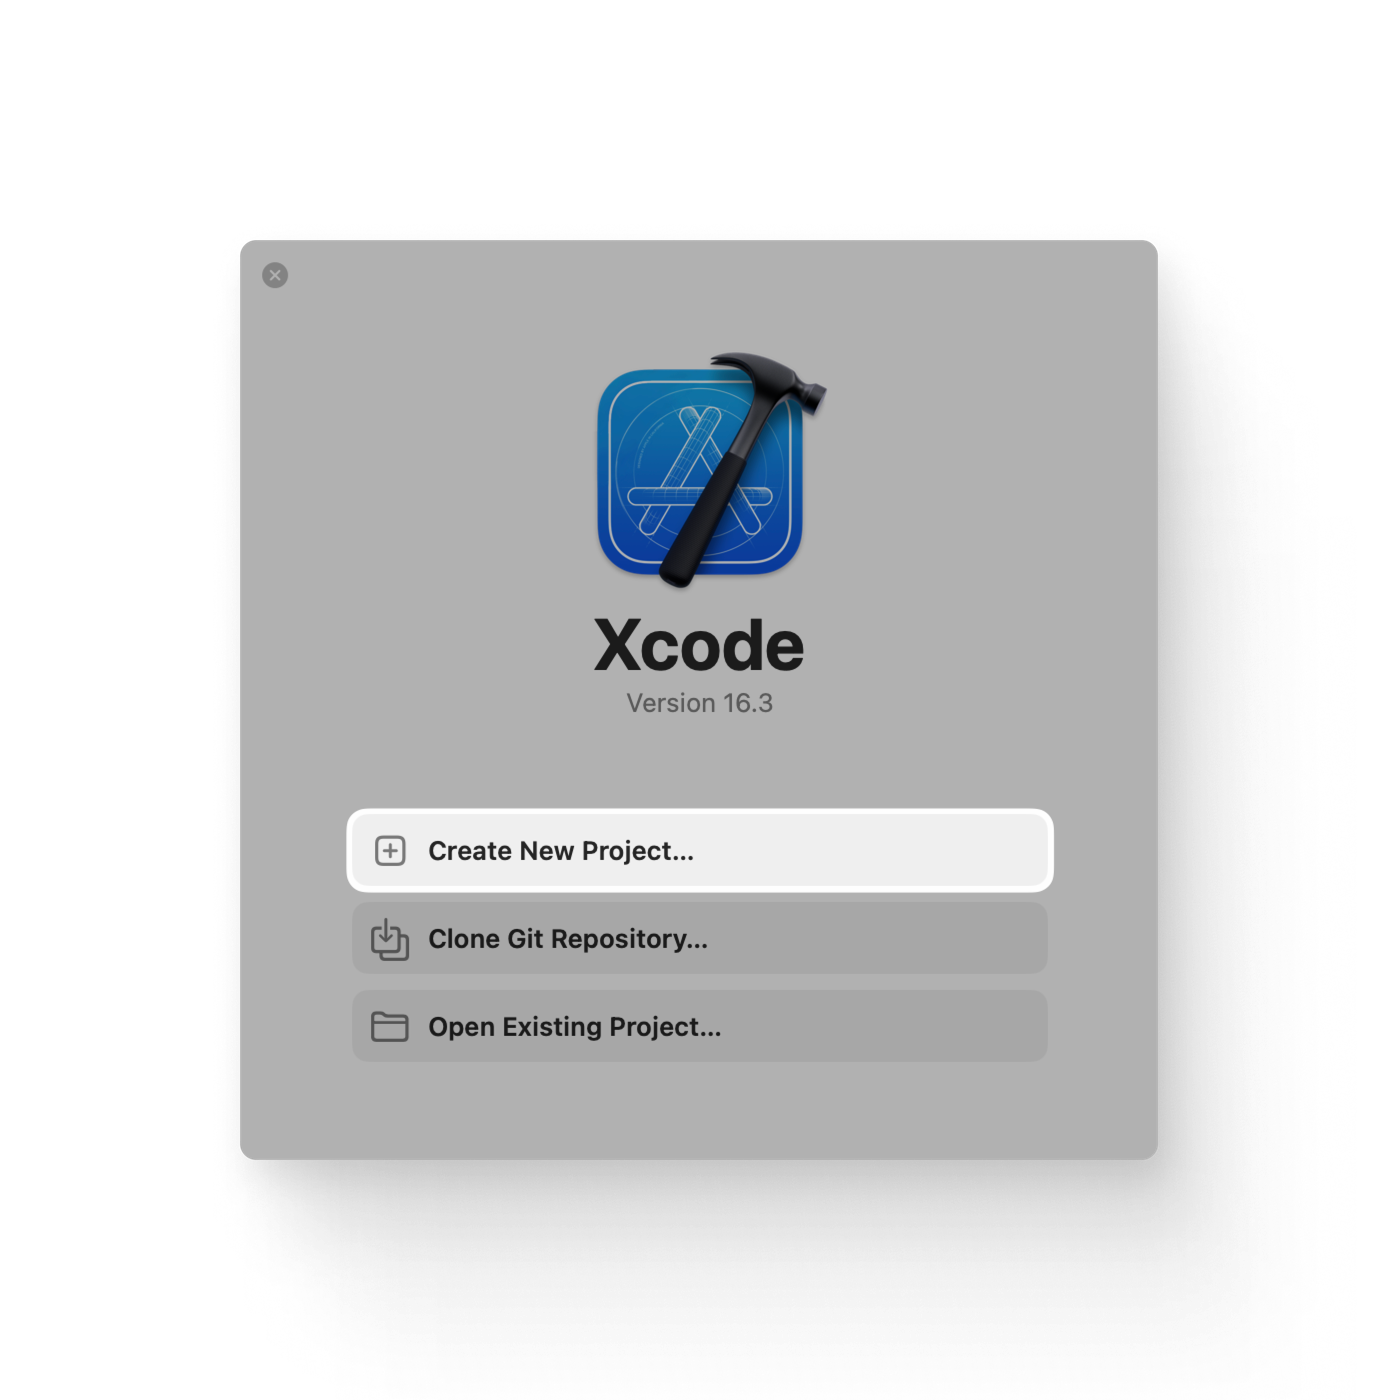 Xcode
Version 16.3
Create New Project...
Clone Git Repository...
Open Existing Project...